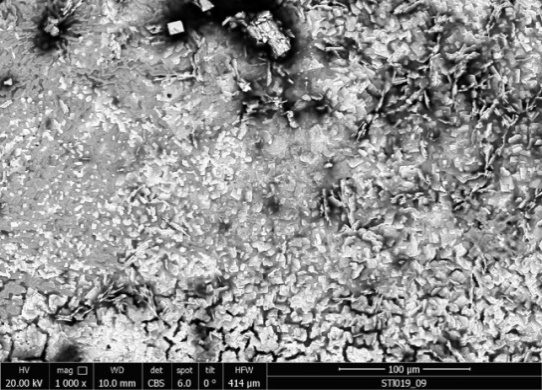 HV mag WD det spot tilt HFW 100 µm
20.00 kV 1 000 x 10.0 mm CBS 6.0 0 ° 414 µm STI019_09